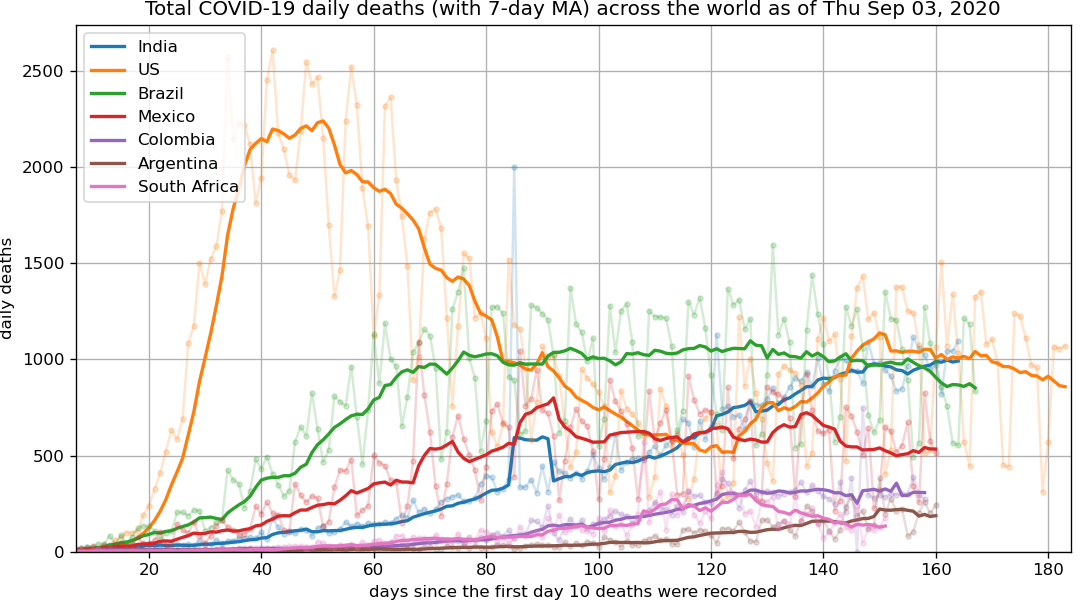 Total COVID-19 daily deaths (with 7-day MA) across the world as of Thu Sep 03, 2020
India
US
Brazil
Mexico
Colombia
Argentina
South Africa
2500
2000
1500
1000
500
0
daily deaths
20 40 60 80 100 120 140 160 180
days since the first day 10 deaths were recorded